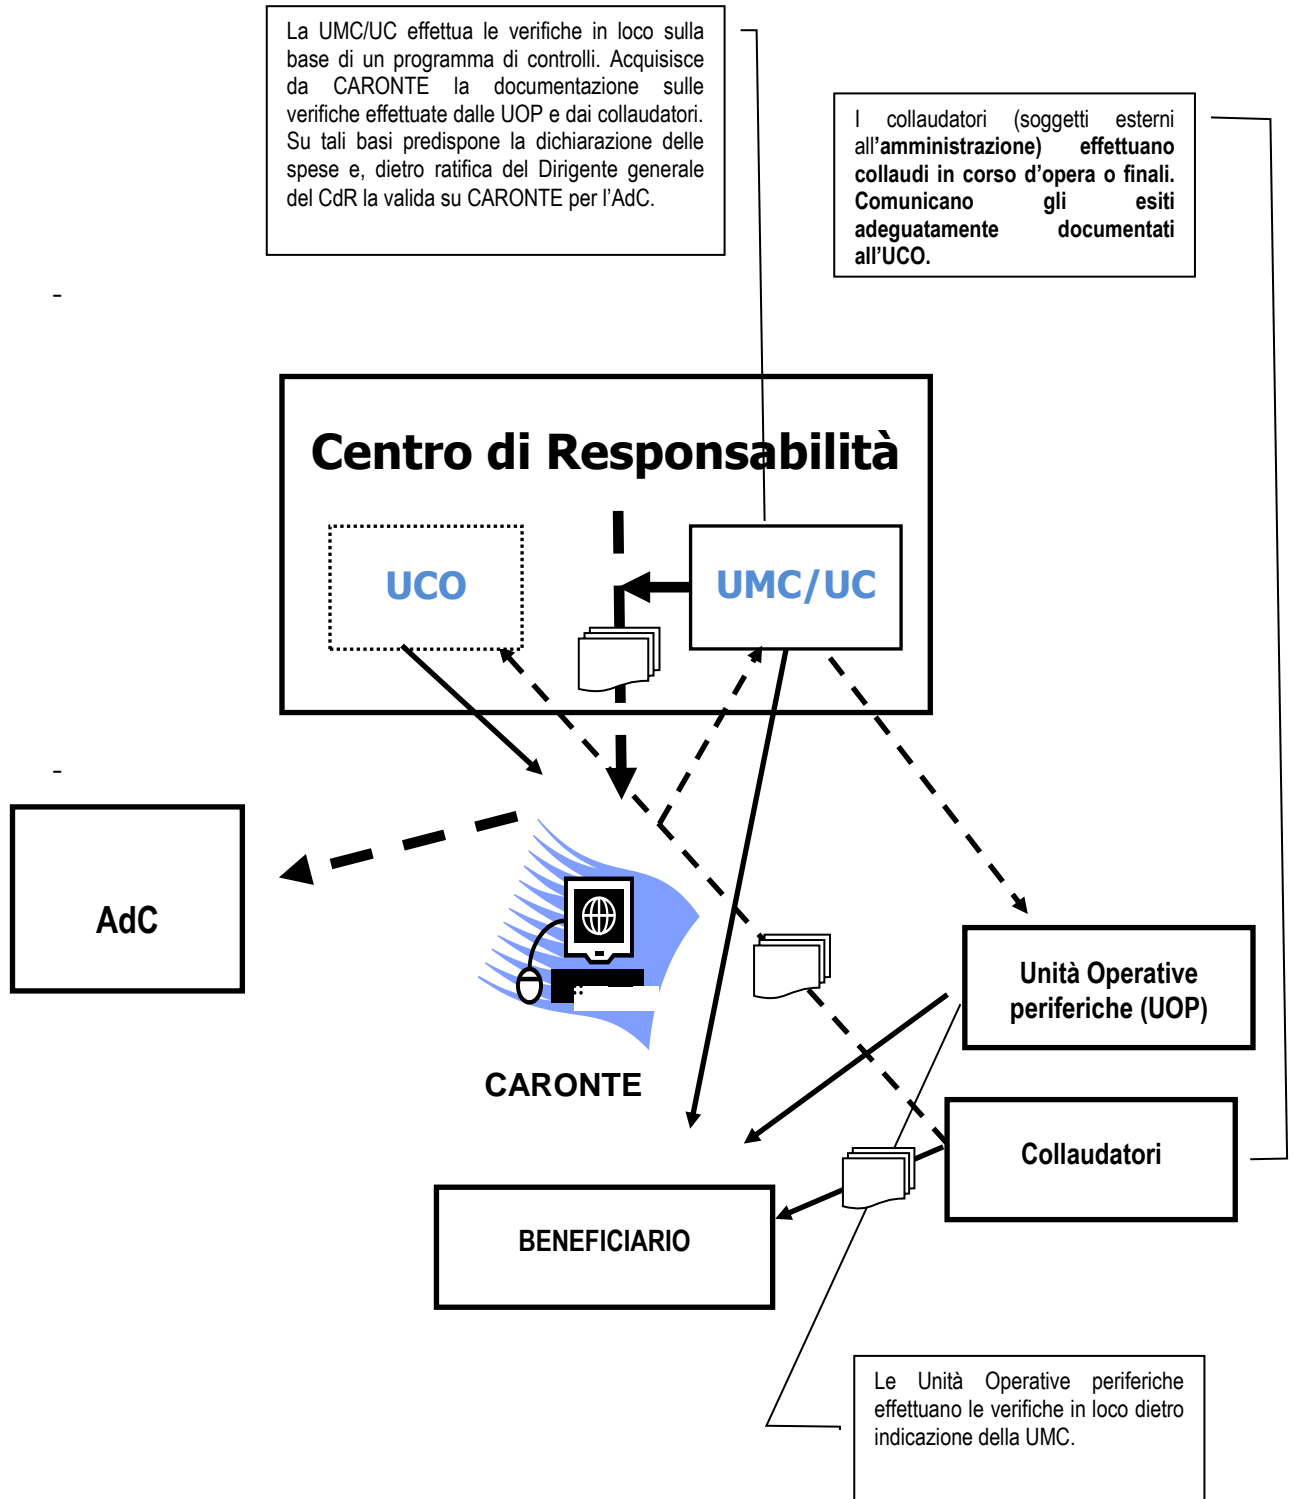 La UMC/UC effettua le verifiche in loco sulla
base di un programma di controlli. Acquisisce
da CARONTE la documentazione sulle
verifiche effettuate dalle UOP e dai collaudatori.
Su tali basi predispone la dichiarazione delle
spese e, dietro ratifica del Dirigente generale
del CdR la valida su CARONTE per l’AdC.
I collaudatori (soggetti esterni
all’amministrazione) effettuano
collaudi in corso d’opera o finali.
Comunicano gli esiti
adeguatamente documentati
all’UCO.
-
Centro di Responsabilità
UCO
UMC/UC
-
AdC
Unità Operative
periferiche (UOP)
CARONTE
Collaudatori
BENEFICIARIO
Le Unità Operative periferiche
effettuano le verifiche in loco dietro
indicazione della UMC.